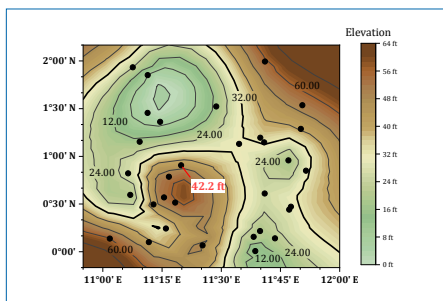 Elevation
2°00' N
1°30' N
1°00' N
0°30' N
0°00'
11°00' E
11°15' E
11°30' E
11°45' E
12°00' E
60.00
32.00
12.00
24.00
24.00
24.00
42.2 ft
60.00
12.00
64 ft
56 ft
48 ft
40 ft
32 ft
24 ft
16 ft
8 ft
0 ft